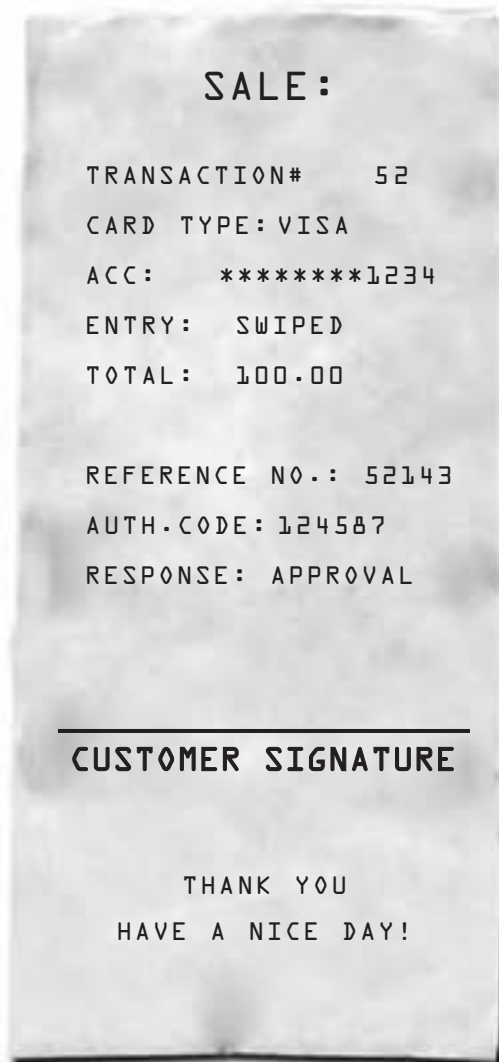 SALE:
TRANSACTION# 52
CARD TYPE: VISA
ACC: ********1234
ENTRY: SWIPED
TOTAL: 100.00
REFERENCE NO.: 52143
AUTH.CODE: 124587
RESPONSE: APPROVAL
CUSTOMER SIGNATURE
THANK YOU
HAVE A NICE DAY!